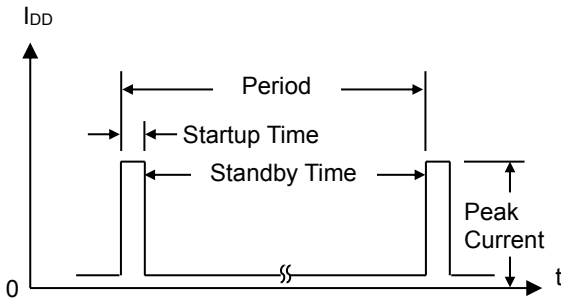 IDD
Period
Startup Time
Standby Time
Peak
Current
0
t